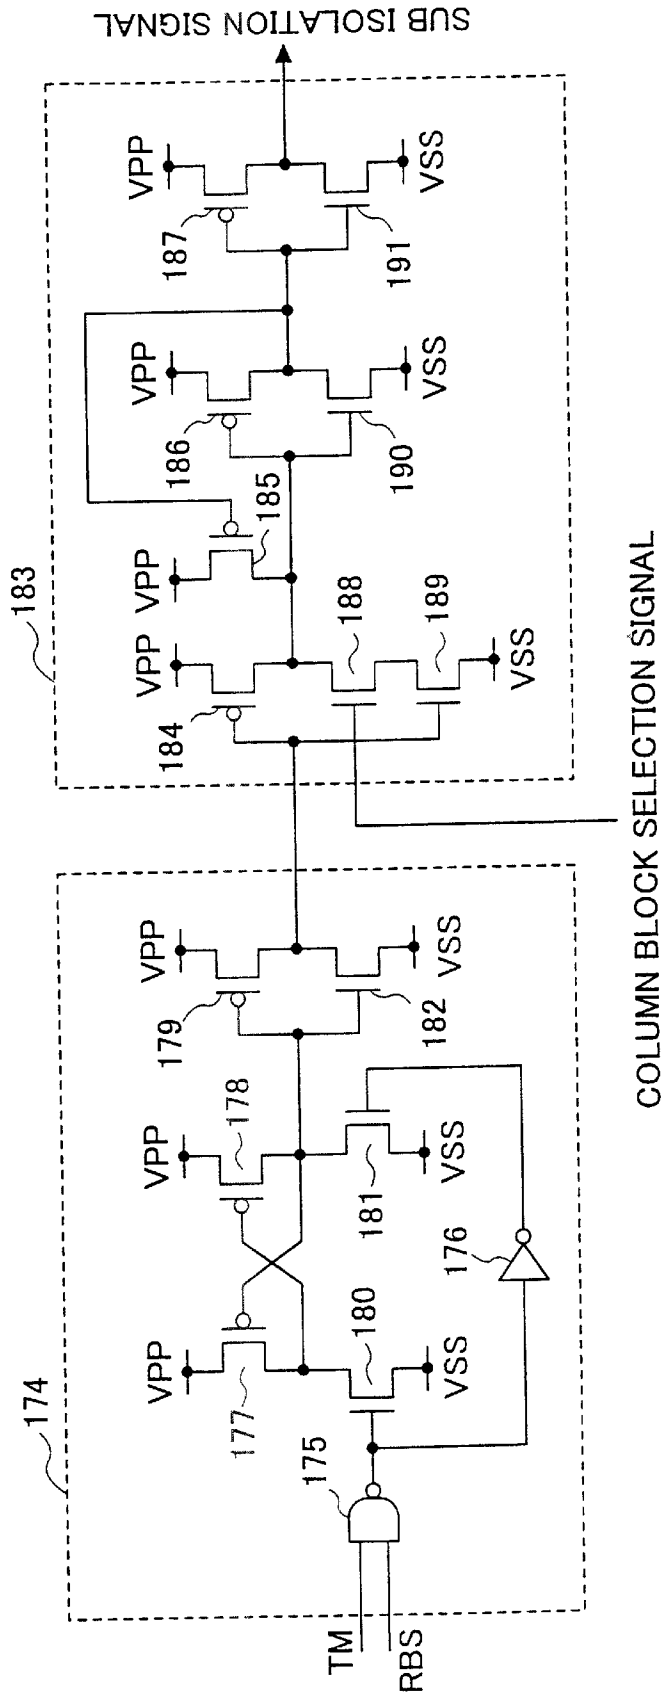 174
183
TM
RBS
175
176
VPP
177
180
VSS
VPP
178
181
VSS
VPP
179
182
VSS
VPP
184
188
189
VSS
VPP
185
VPP
186
190
VSS
VPP
187
191
VSS
SUB ISOLATION SIGNAL
COLUMN BLOCK SELECTION SIGNAL